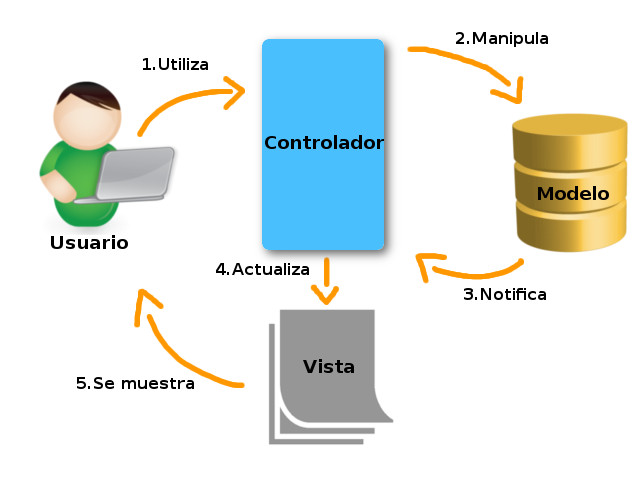 2.Manipula
1.Utiliza
Controlador
Modelo
Usuario
4.Actualiza
3.Notifica
Vista
5.Se muestra